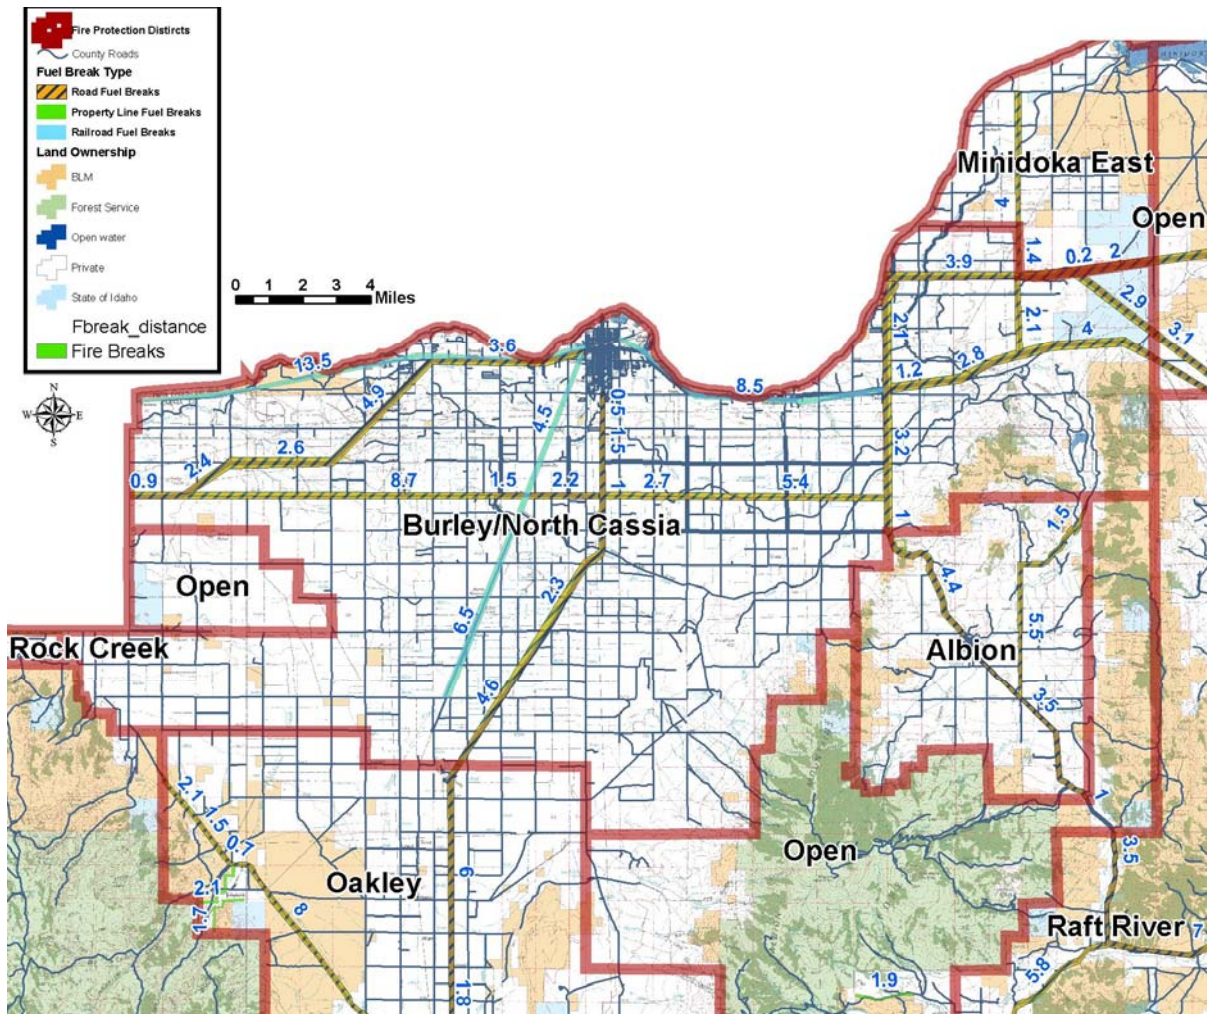 Fire Protection Distircts
County Roads
Fuel Break Type
Road Fuel Breaks
Property Line Fuel Breaks
Railroad Fuel Breaks
Land Ownership
BLM
Forest Service
Open water
Private
State of Idaho
Fbreak_distance
Fire Breaks
0 1 2 3 4
Miles
N
W E
S
Minidoka East
Open
4
1.4
0.2
2
3.9
2.9
3.1
2.1
2.1
4
2.8
1.2
3.6
13.5
8.5
4.9
4.5
0.5
1.5
3.2
2.6
2.4
0.9
8.7
1.5
2.2
1
2.7
5.4
1
1.5
Burley/North Cassia
4.4
Open
2.3
6.5
5.5
Rock Creek
Albion
4.6
3.5
2.1
1.5
1
0.7
3.5
Open
Oakley
6
2.1
1.7
8
Raft River
7
5.8
1.9
1.8